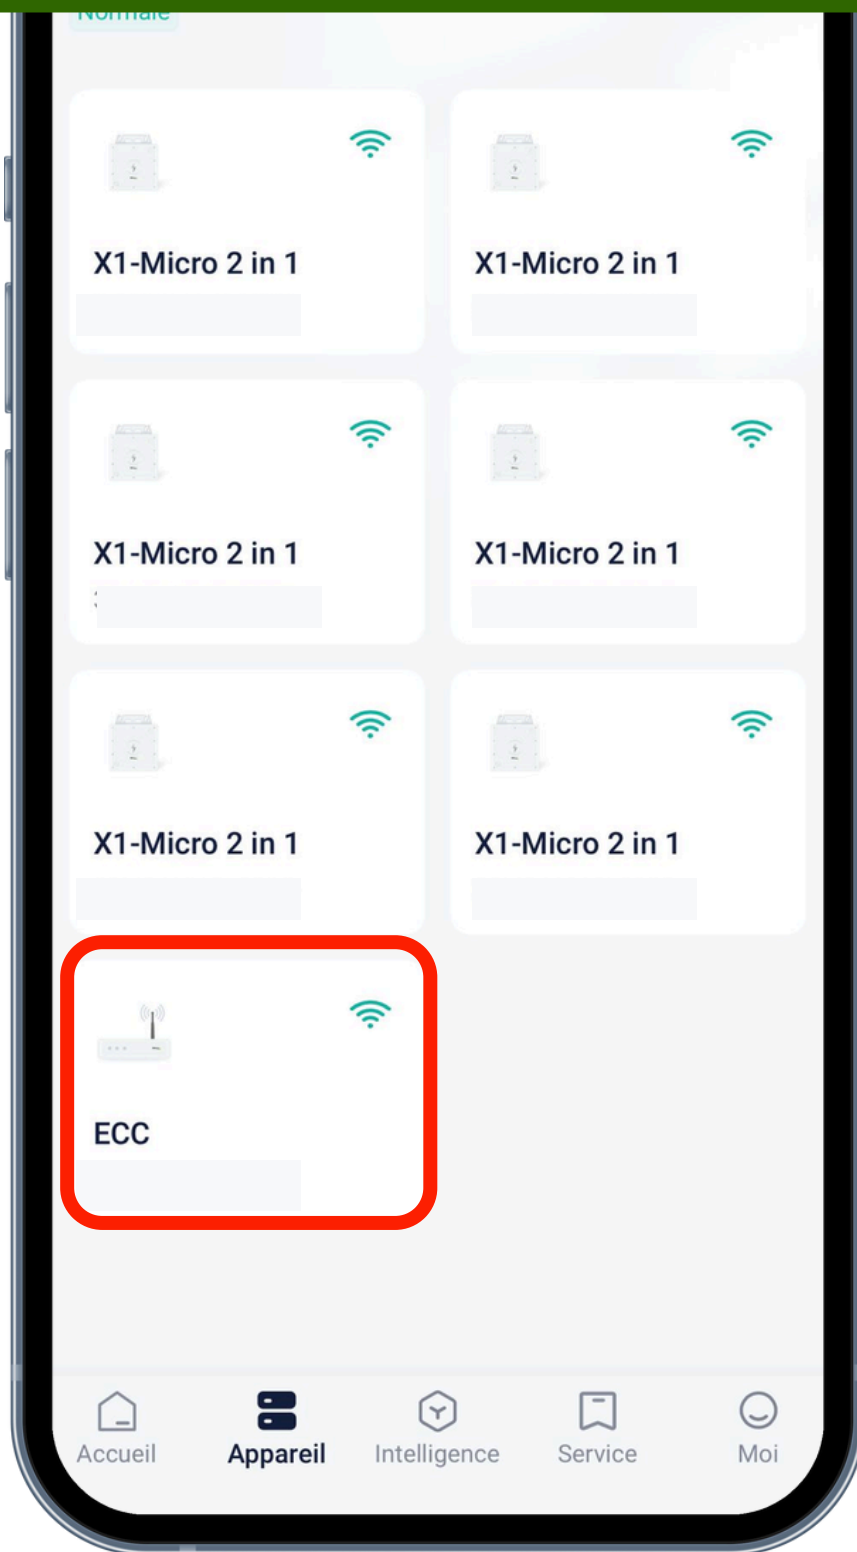 Normale
X1-Micro 2 in 1
X1-Micro 2 in 1
X1-Micro 2 in 1
X1-Micro 2 in 1
X1-Micro 2 in 1
X1-Micro 2 in 1
ECC
Accueil
Appareil
Intelligence
Service
Moi